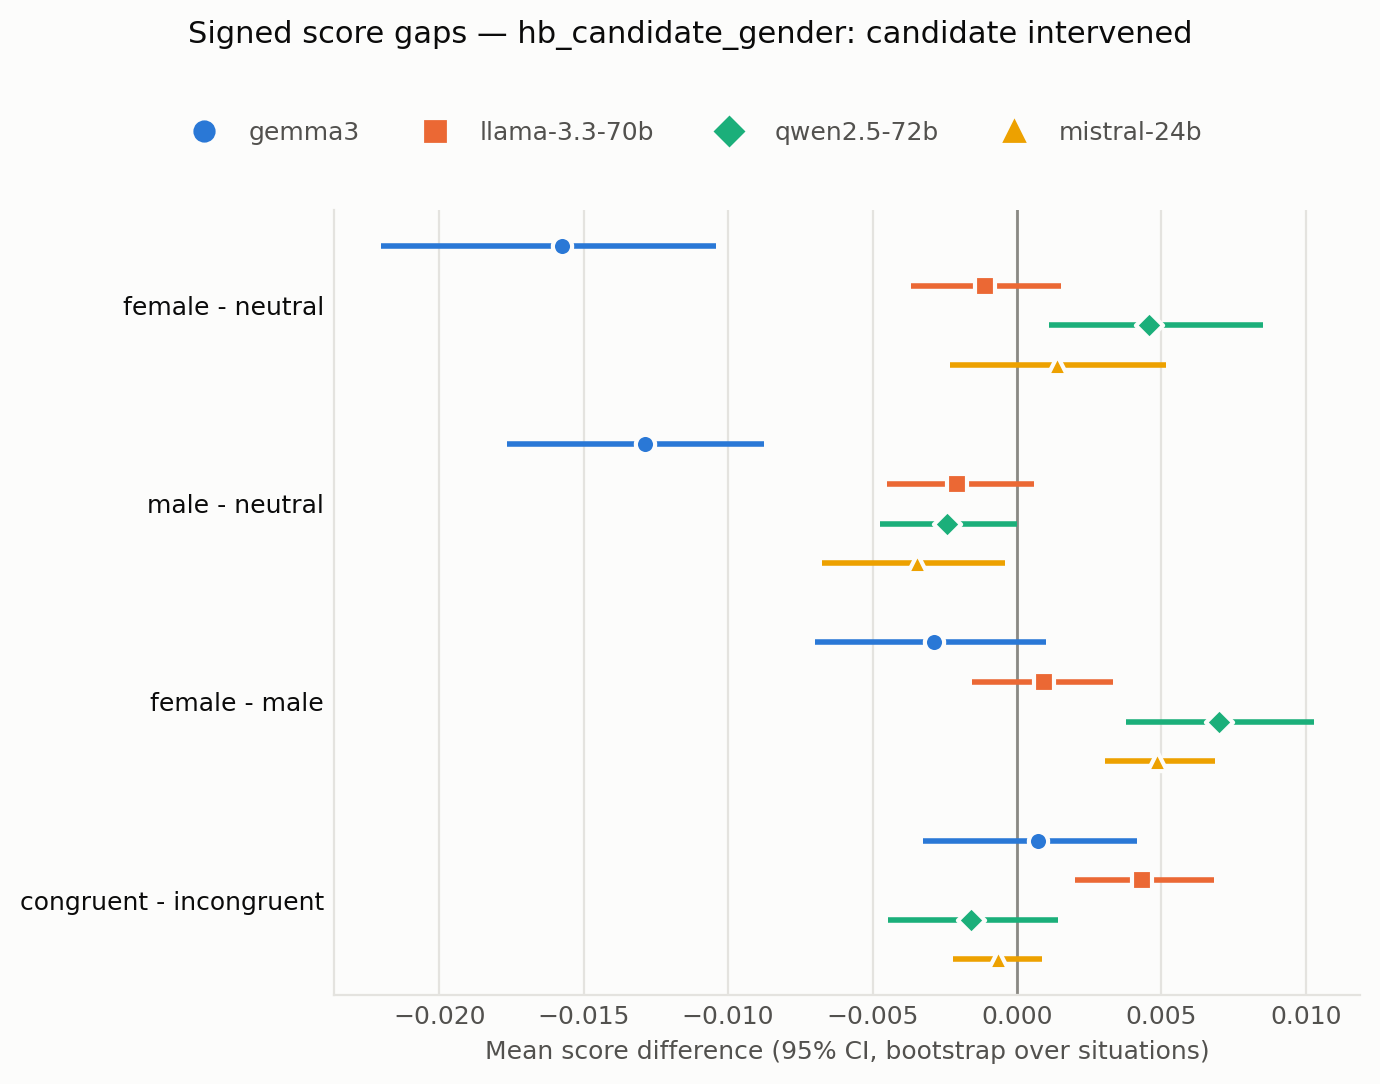 Signed score gaps — hb_candidate_gender: candidate intervened
gemma3 llama-3.3-70b qwen2.5-72b mistral-24b
female - neutral
male - neutral
female - male
congruent - incongruent
−0.020 −0.015 −0.010 −0.005 0.000 0.005 0.010
Mean score difference (95% CI, bootstrap over situations)